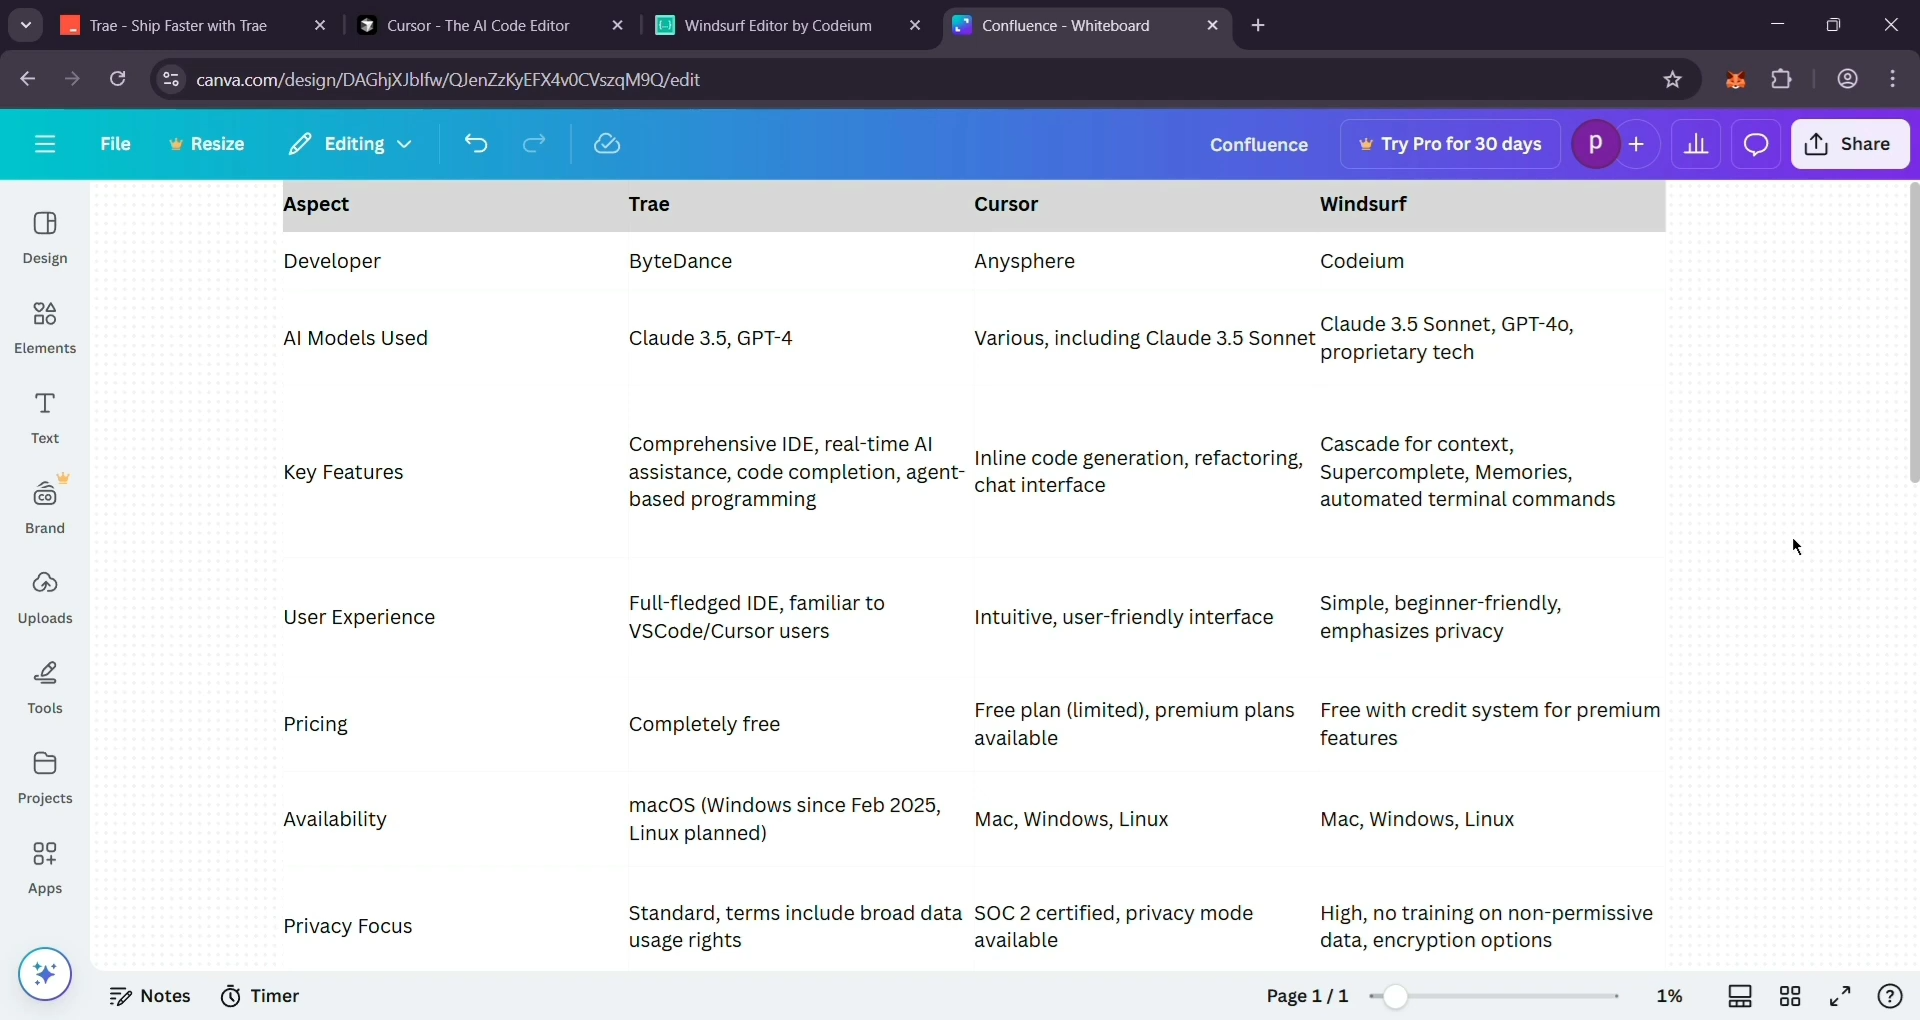 Trae - Ship Faster with Trae
Cursor - The AI Code Editor
Windsurf Editor by Codeium
Confluence - Whiteboard
canva.com/design/DAGhjXJblfw/QJenZzKyEFX4v0CVszqM9Q/edit
File
Resize
Editing
Confluence
Try Pro for 30 days
P
Share
Design
Elements
Text
Brand
Uploads
Tools
Projects
Apps
Aspect
Trae
Cursor
Windsurf
Developer
ByteDance
Anysphere
Codeium
AI Models Used
Claude 3.5, GPT-4
Various, including Claude 3.5 Sonnet
Claude 3.5 Sonnet, GPT-4o,
proprietary tech
Key Features
Comprehensive IDE, real-time AI
assistance, code completion, agent-
based programming
Inline code generation, refactoring,
chat interface
Cascade for context,
Supercomplete, Memories,
automated terminal commands
User Experience
Full-fledged IDE, familiar to
VSCode/Cursor users
Intuitive, user-friendly interface
Simple, beginner-friendly,
emphasizes privacy
Pricing
Completely free
Free plan (limited), premium plans
available
Free with credit system for premium
features
Availability
macOS (Windows since Feb 2025,
Linux planned)
Mac, Windows, Linux
Mac, Windows, Linux
Privacy Focus
Standard, terms include broad data
usage rights
SOC 2 certified, privacy mode
available
High, no training on non-permissive
data, encryption options
Notes
Timer
Page 1 / 1
1%